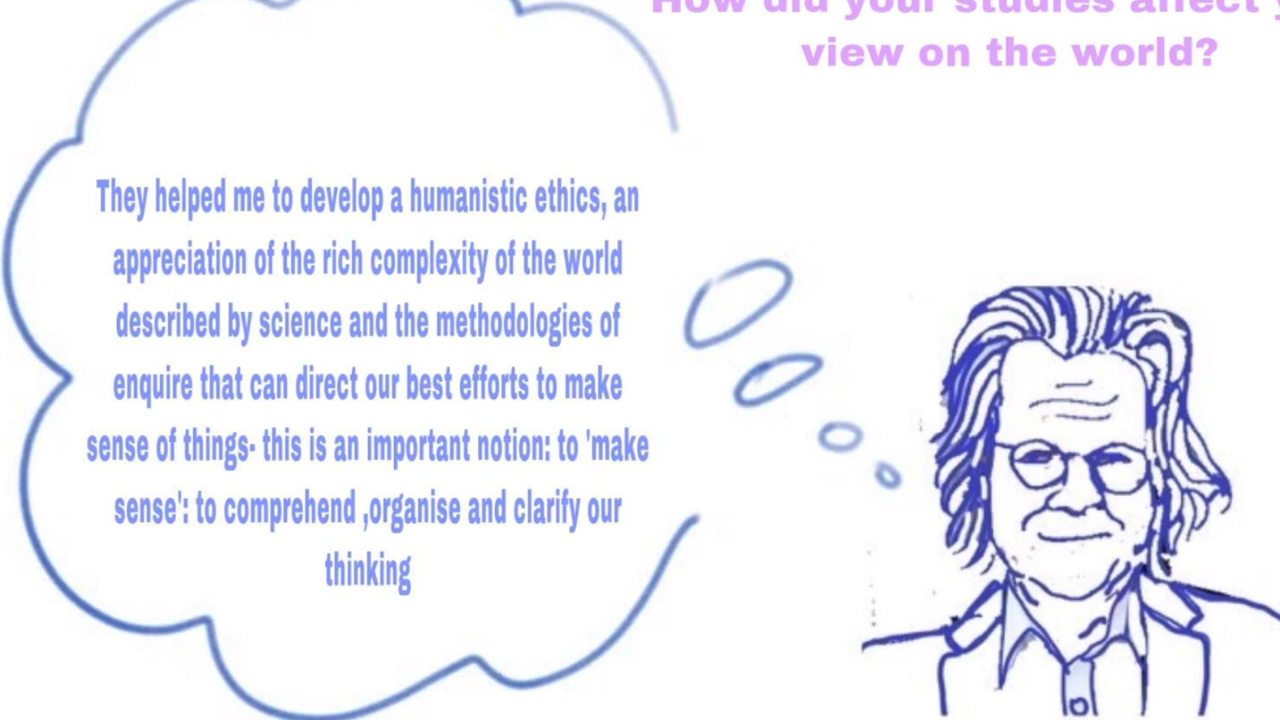 How did your studies affect y
view on the world?
They helped me to develop a humanistic ethics, an
appreciation of the rich complexity of the world
described by science and the methodologies of
enquire that can direct our best efforts to make
sense of things- this is an important notion: to 'make
sense': to comprehend ,organise and clarify our
thinking